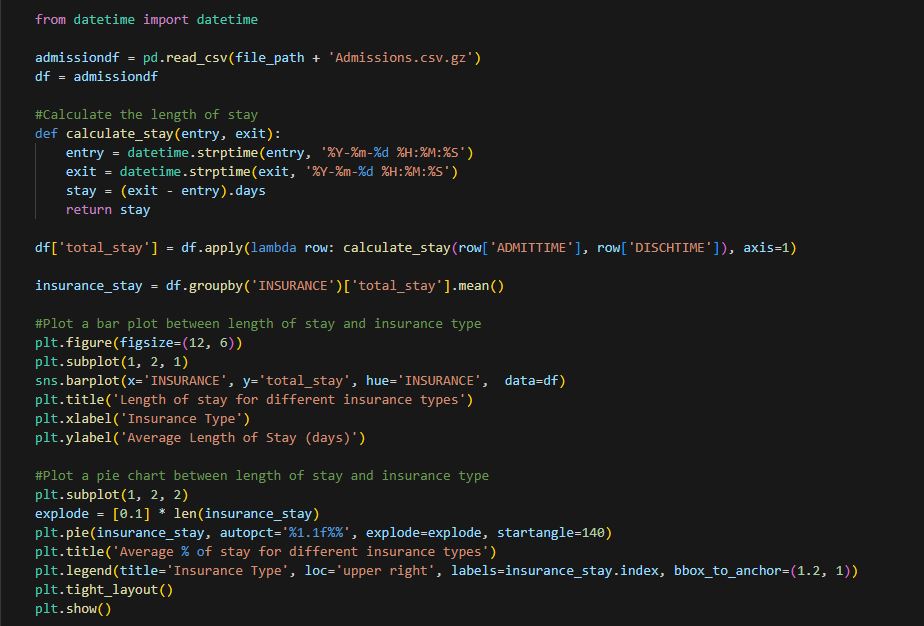 from datetime import datetime

admissiondf = pd.read_csv(file_path + 'Admissions.csv.gz')
df = admissiondf

#Calculate the length of stay
def calculate_stay(entry, exit):
    entry = datetime.strptime(entry, '%Y-%m-%d %H:%M:%S')
    exit = datetime.strptime(exit, '%Y-%m-%d %H:%M:%S')
    stay = (exit - entry).days
    return stay

df['total_stay'] = df.apply(lambda row: calculate_stay(row['ADMITTIME'], row['DISCHTIME']), axis=1)

insurance_stay = df.groupby('INSURANCE')['total_stay'].mean()

#Plot a bar plot between length of stay and insurance type
plt.figure(figsize=(12, 6))
plt.subplot(1, 2, 1)
sns.barplot(x='INSURANCE', y='total_stay', hue='INSURANCE',  data=df)
plt.title('Length of stay for different insurance types')
plt.xlabel('Insurance Type')
plt.ylabel('Average Length of Stay (days)')

#Plot a pie chart between length of stay and insurance type
plt.subplot(1, 2, 2)
explode = [0.1] * len(insurance_stay)
plt.pie(insurance_stay, autopct='%1.1f%%', explode=explode, startangle=140)
plt.title('Average % of stay for different insurance types')
plt.legend(title='Insurance Type', loc='upper right', labels=insurance_stay.index, bbox_to_anchor=(1.2, 1))
plt.tight_layout()
plt.show()